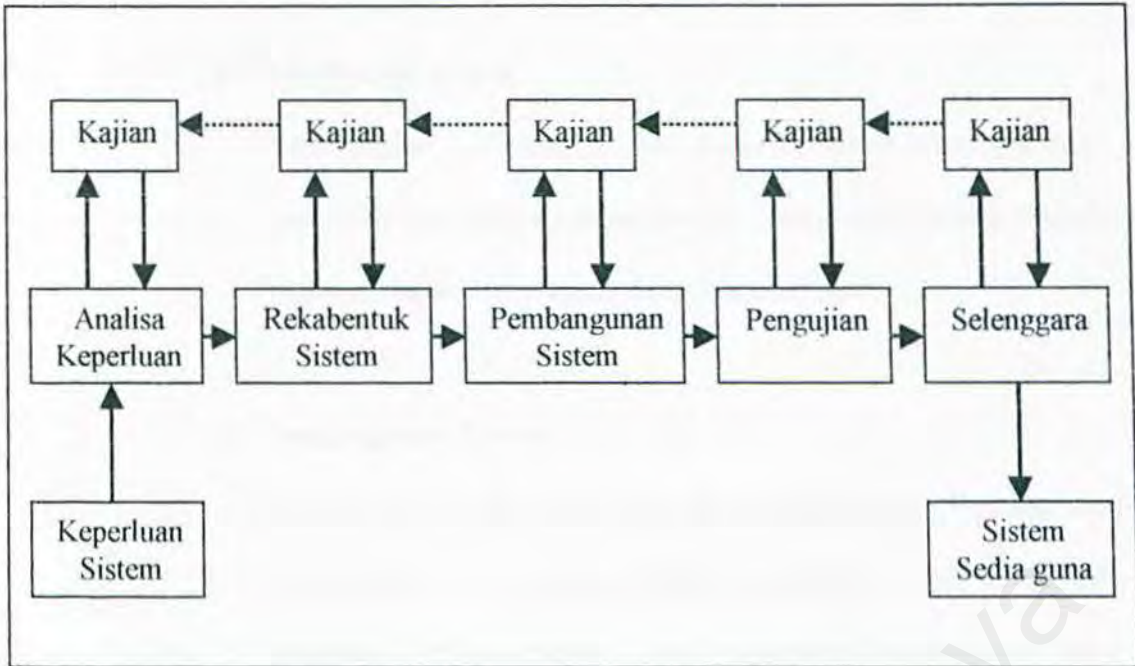 Kajian Kajian Kajian Kajian Kajian
Analisa
Keperluan
Rekabentuk
Sistem
Pembangunan
Sistem
Pengujian
Selenggara
Keperluan
Sistem
Sistem
Sedia guna